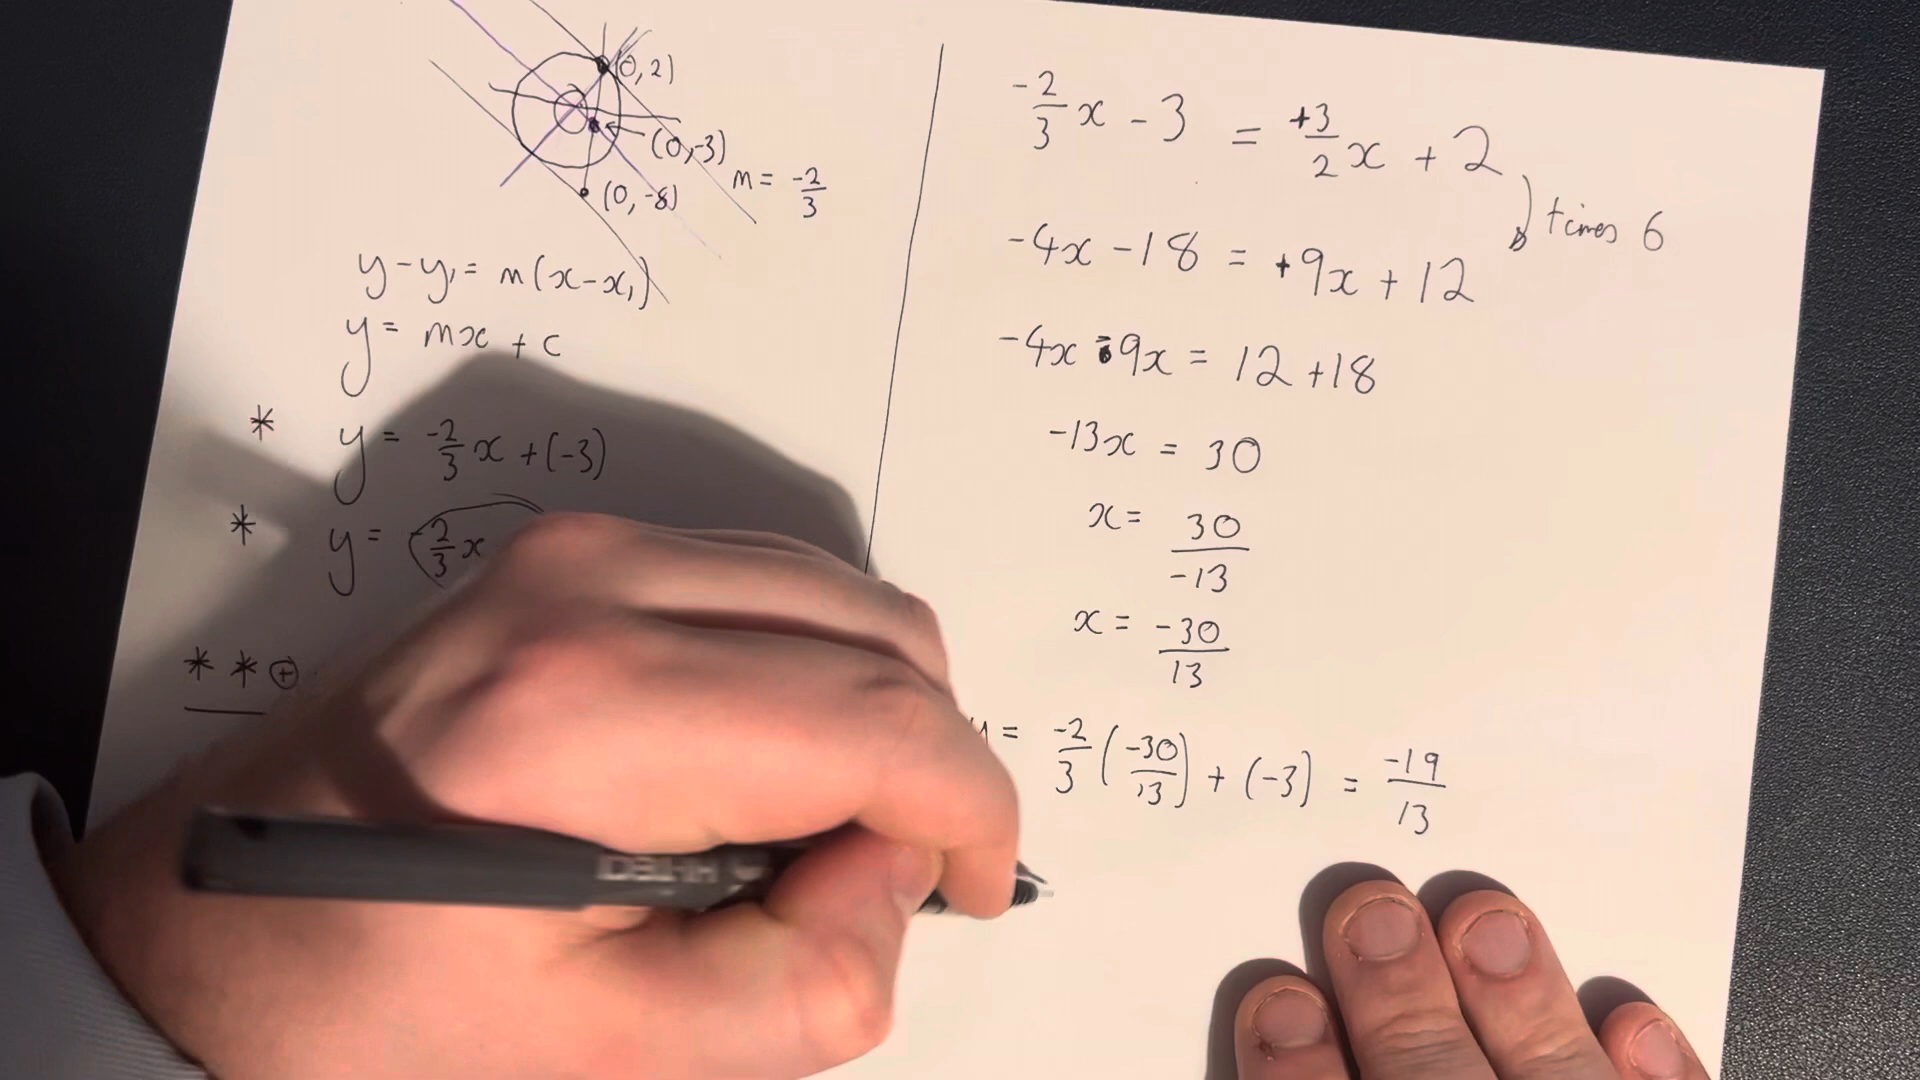 (0,2)
(0,-3)
m = -2/3
(0,-8)
y - y₁ = m(x - x₁)
y = mx + c
* y = -2/3 x + (-3)
* y = (-2/3 x
* * ⊕
-2/3 x - 3 = +3/2 x + 2
times 6
-4x - 18 = +9x + 12
-4x - 9x = 12 + 18
-13x = 30
x = 30/-13
x = -30/13
y = -2/3 (-30/13) + (-3) = -19/13